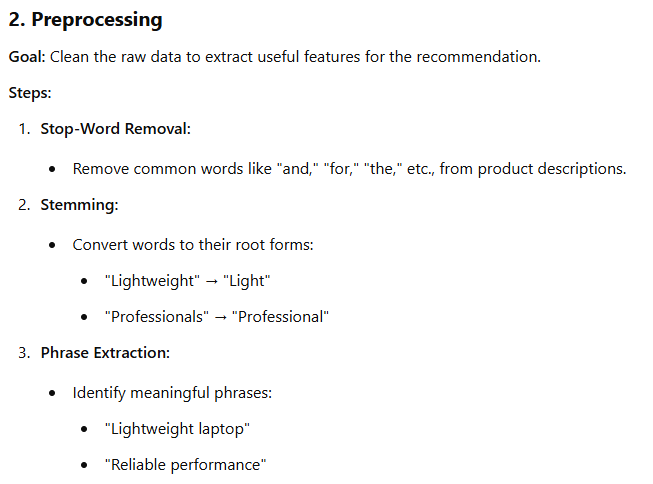 2. Preprocessing
Goal: Clean the raw data to extract useful features for the recommendation.
Steps:
1. Stop-Word Removal:
• Remove common words like "and," "for," "the," etc., from product descriptions.
2. Stemming:
• Convert words to their root forms:
• "Lightweight" → "Light"
• "Professionals" → "Professional"
3. Phrase Extraction:
• Identify meaningful phrases:
• "Lightweight laptop"
• "Reliable performance"